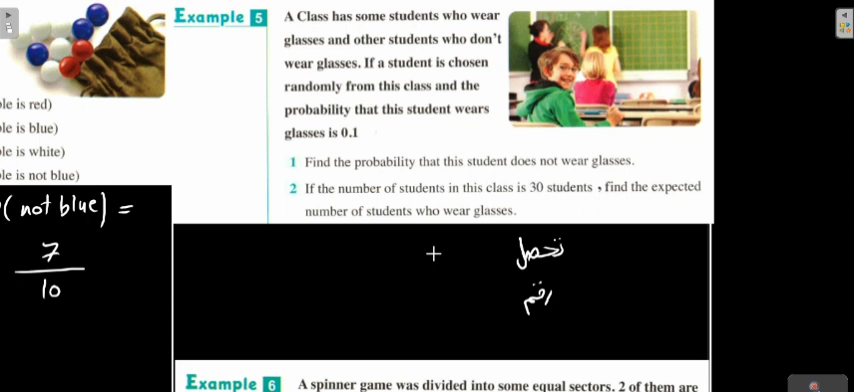 Example 5
A Class has some students who wear
glasses and other students who don't
wear glasses. If a student is chosen
randomly from this class and the
probability that this student wears
glasses is 0.1
1 Find the probability that this student does not wear glasses.
2 If the number of students in this class is 30 students , find the expected
number of students who wear glasses.
le is red)
le is blue)
le is white)
le is not blue)
( not blue) =
7
10
+
رقم
Example 6 A spinner game was divided into some equal sectors, 2 of them are